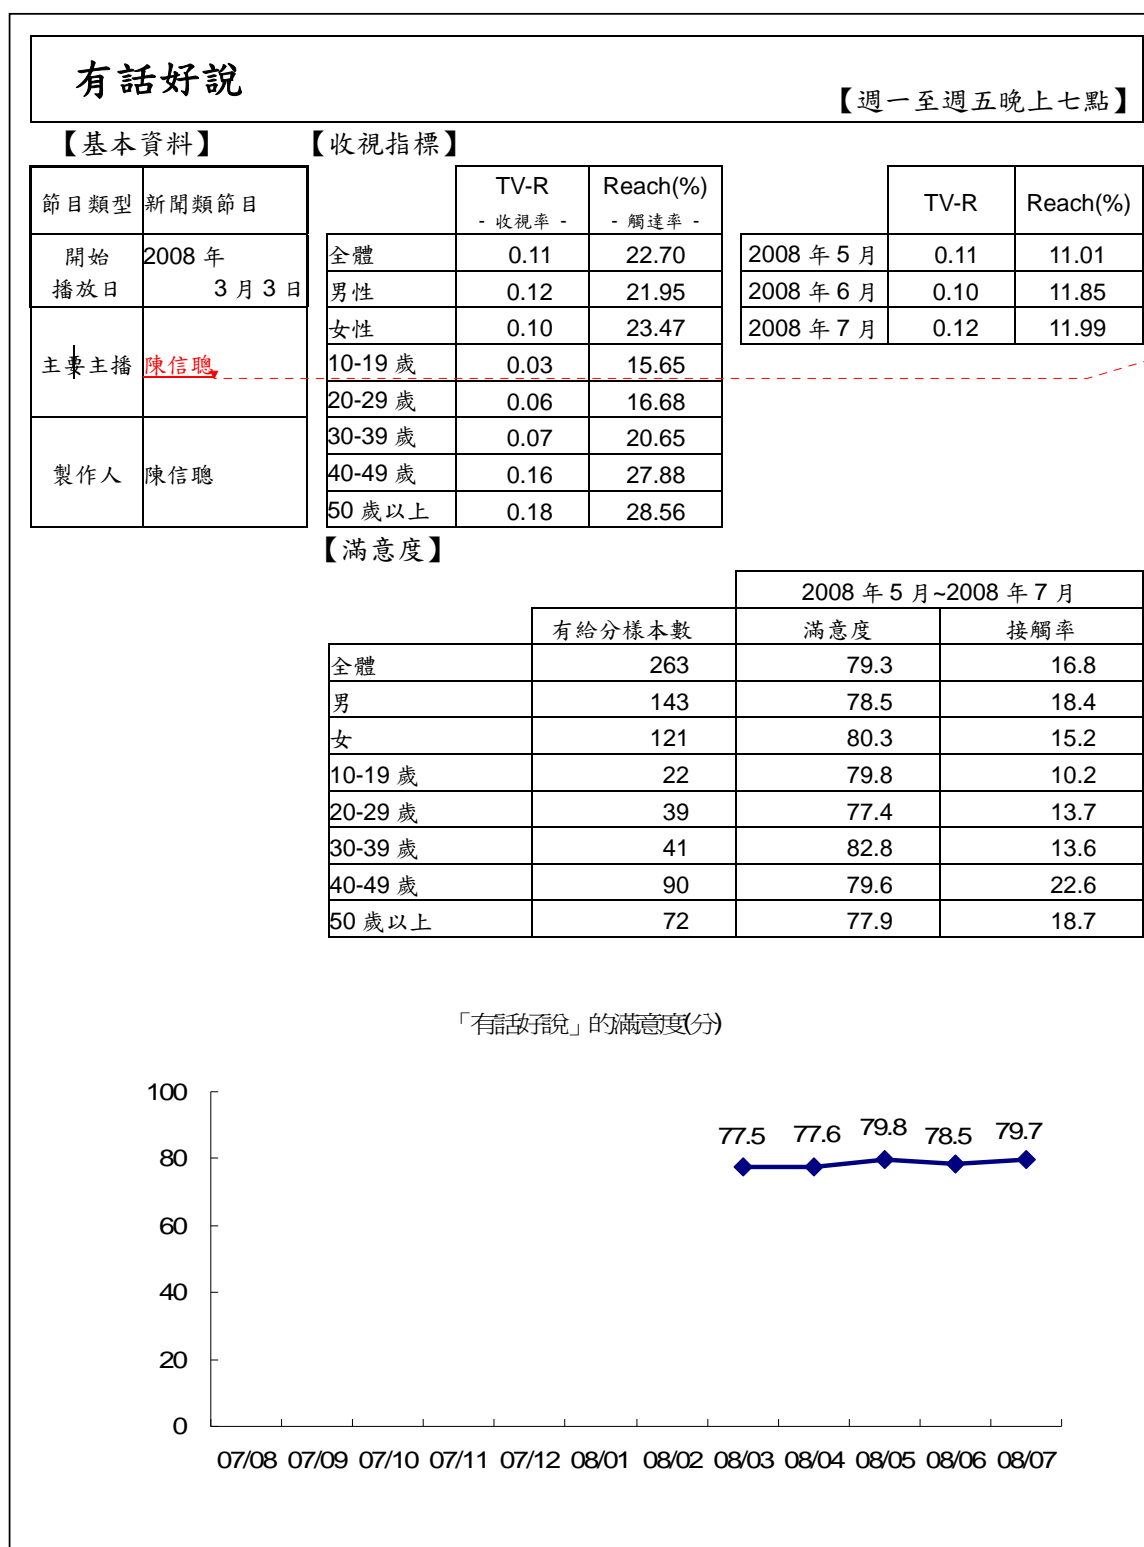 有話好說
【週一至週五晚上七點】
【基本資料】 【收視指標】
節目類型 新聞類節目
開始播放日 2008 年 3 月 3 日
主要主播 陳信聰
製作人 陳信聰
TV-R - 收視率 - Reach(%) - 觸達率 -
全體 0.11 22.70
男性 0.12 21.95
女性 0.10 23.47
10-19 歲 0.03 15.65
20-29 歲 0.06 16.68
30-39 歲 0.07 20.65
40-49 歲 0.16 27.88
50 歲以上 0.18 28.56
TV-R Reach(%)
2008 年 5 月 0.11 11.01
2008 年 6 月 0.10 11.85
2008 年 7 月 0.12 11.99
【滿意度】
2008 年 5 月~2008 年 7 月
有給分樣本數 滿意度 接觸率
全體 263 79.3 16.8
男 143 78.5 18.4
女 121 80.3 15.2
10-19 歲 22 79.8 10.2
20-29 歲 39 77.4 13.7
30-39 歲 41 82.8 13.6
40-49 歲 90 79.6 22.6
50 歲以上 72 77.9 18.7
「有話好說」的滿意度(分)
100
80
60
40
20
0
77.5 77.6 79.8 78.5 79.7
07/08 07/09 07/10 07/11 07/12 08/01 08/02 08/03 08/04 08/05 08/06 08/07